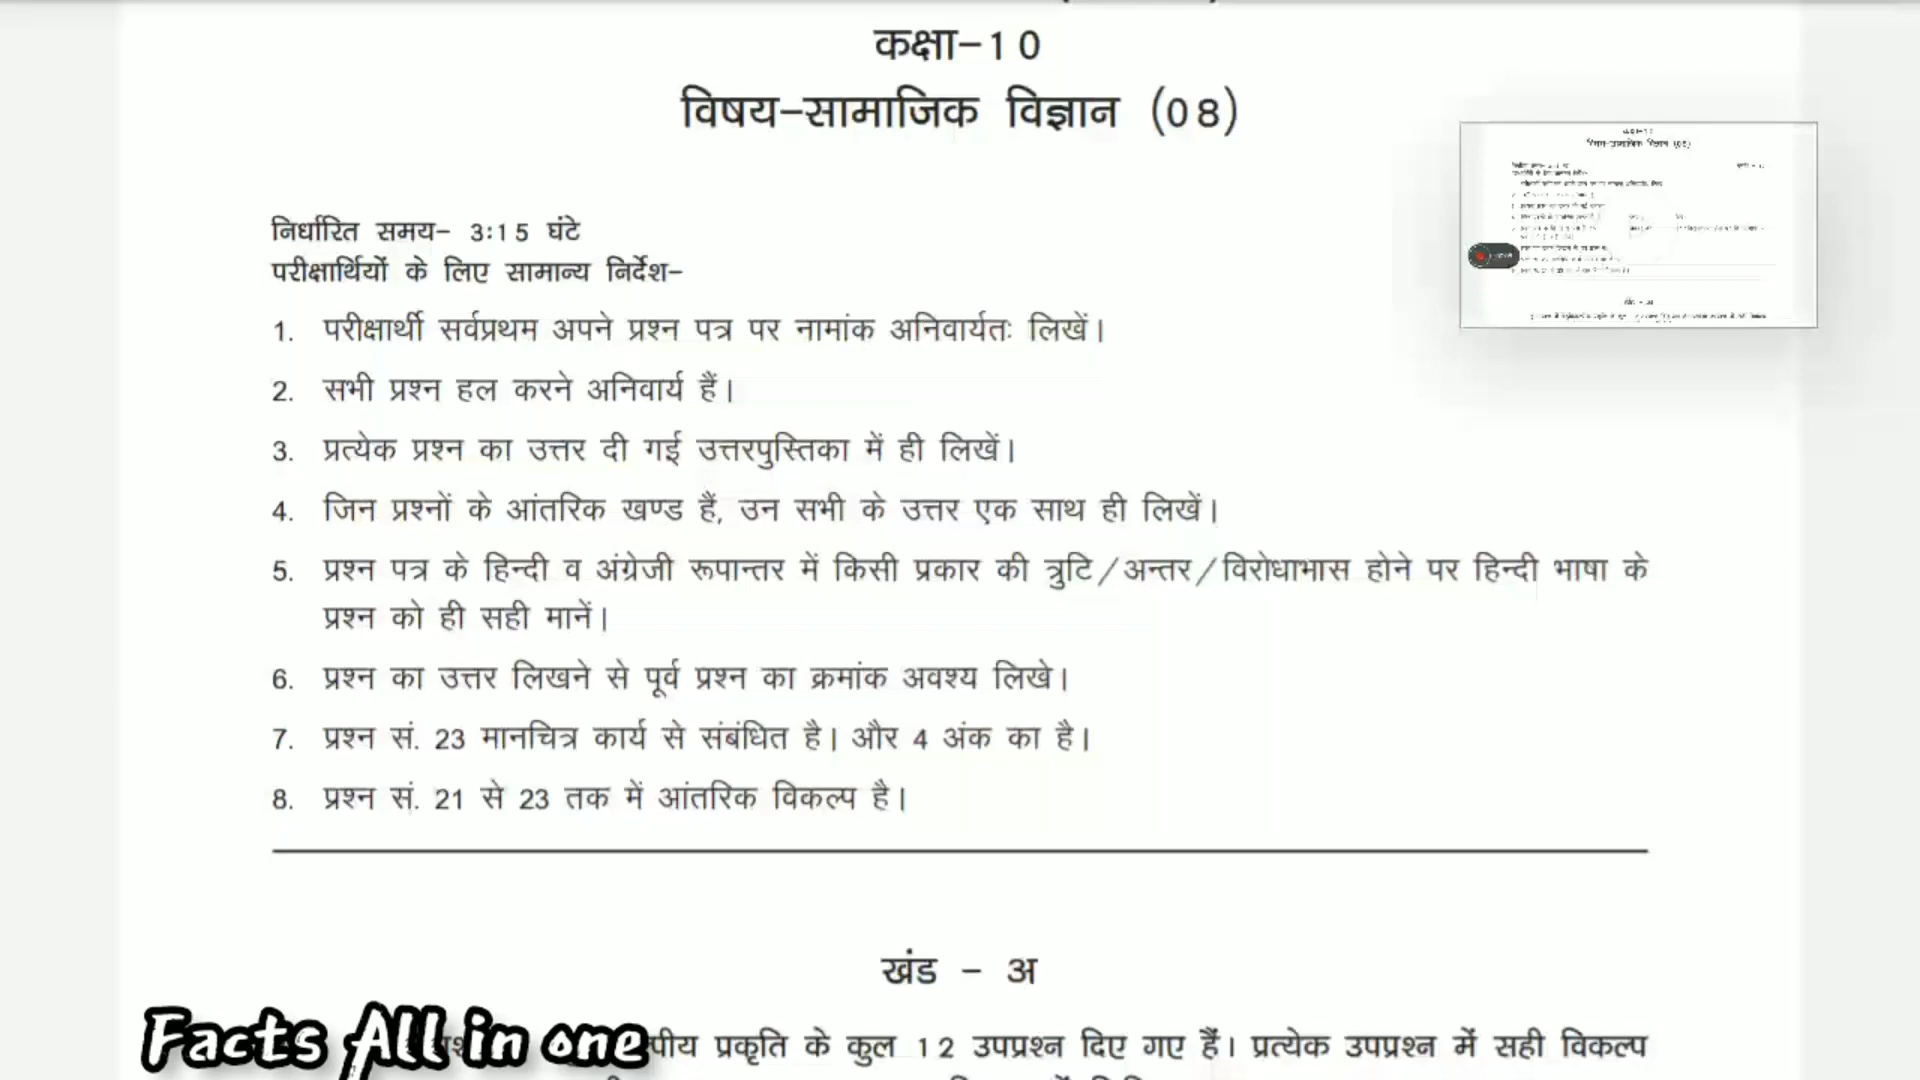 कक्षा–10
विषय–सामाजिक विज्ञान (08)
निर्धारित समय– 3:15 घंटे
परीक्षार्थियों के लिए सामान्य निर्देश–
1. परीक्षार्थी सर्वप्रथम अपने प्रश्न पत्र पर नामांक अनिवार्यतः लिखें।
2. सभी प्रश्न हल करने अनिवार्य हैं।
3. प्रत्येक प्रश्न का उत्तर दी गई उत्तरपुस्तिका में ही लिखें।
4. जिन प्रश्नों के आंतरिक खण्ड हैं, उन सभी के उत्तर एक साथ ही लिखें।
5. प्रश्न पत्र के हिन्दी व अंग्रेजी रूपान्तर में किसी प्रकार की त्रुटि/अन्तर/विरोधाभास होने पर हिन्दी भाषा के
प्रश्न को ही सही मानें।
6. प्रश्न का उत्तर लिखने से पूर्व प्रश्न का क्रमांक अवश्य लिखे।
7. प्रश्न सं. 23 मानचित्र कार्य से संबंधित है। और 4 अंक का है।
8. प्रश्न सं. 21 से 23 तक में आंतरिक विकल्प है।
खंड – अ
Facts All in one
प्रकृति के कुल 12 उपप्रश्न दिए गए हैं। प्रत्येक उपप्रश्न में सही विकल्प